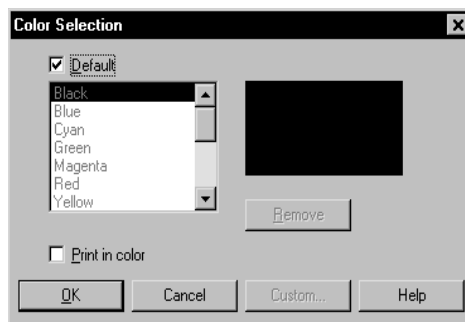 Color Selection
Default
Black
Blue
Cyan
Green
Magenta
Red
Yellow
Remove
Print in color
OK
Cancel
Custom...
Help